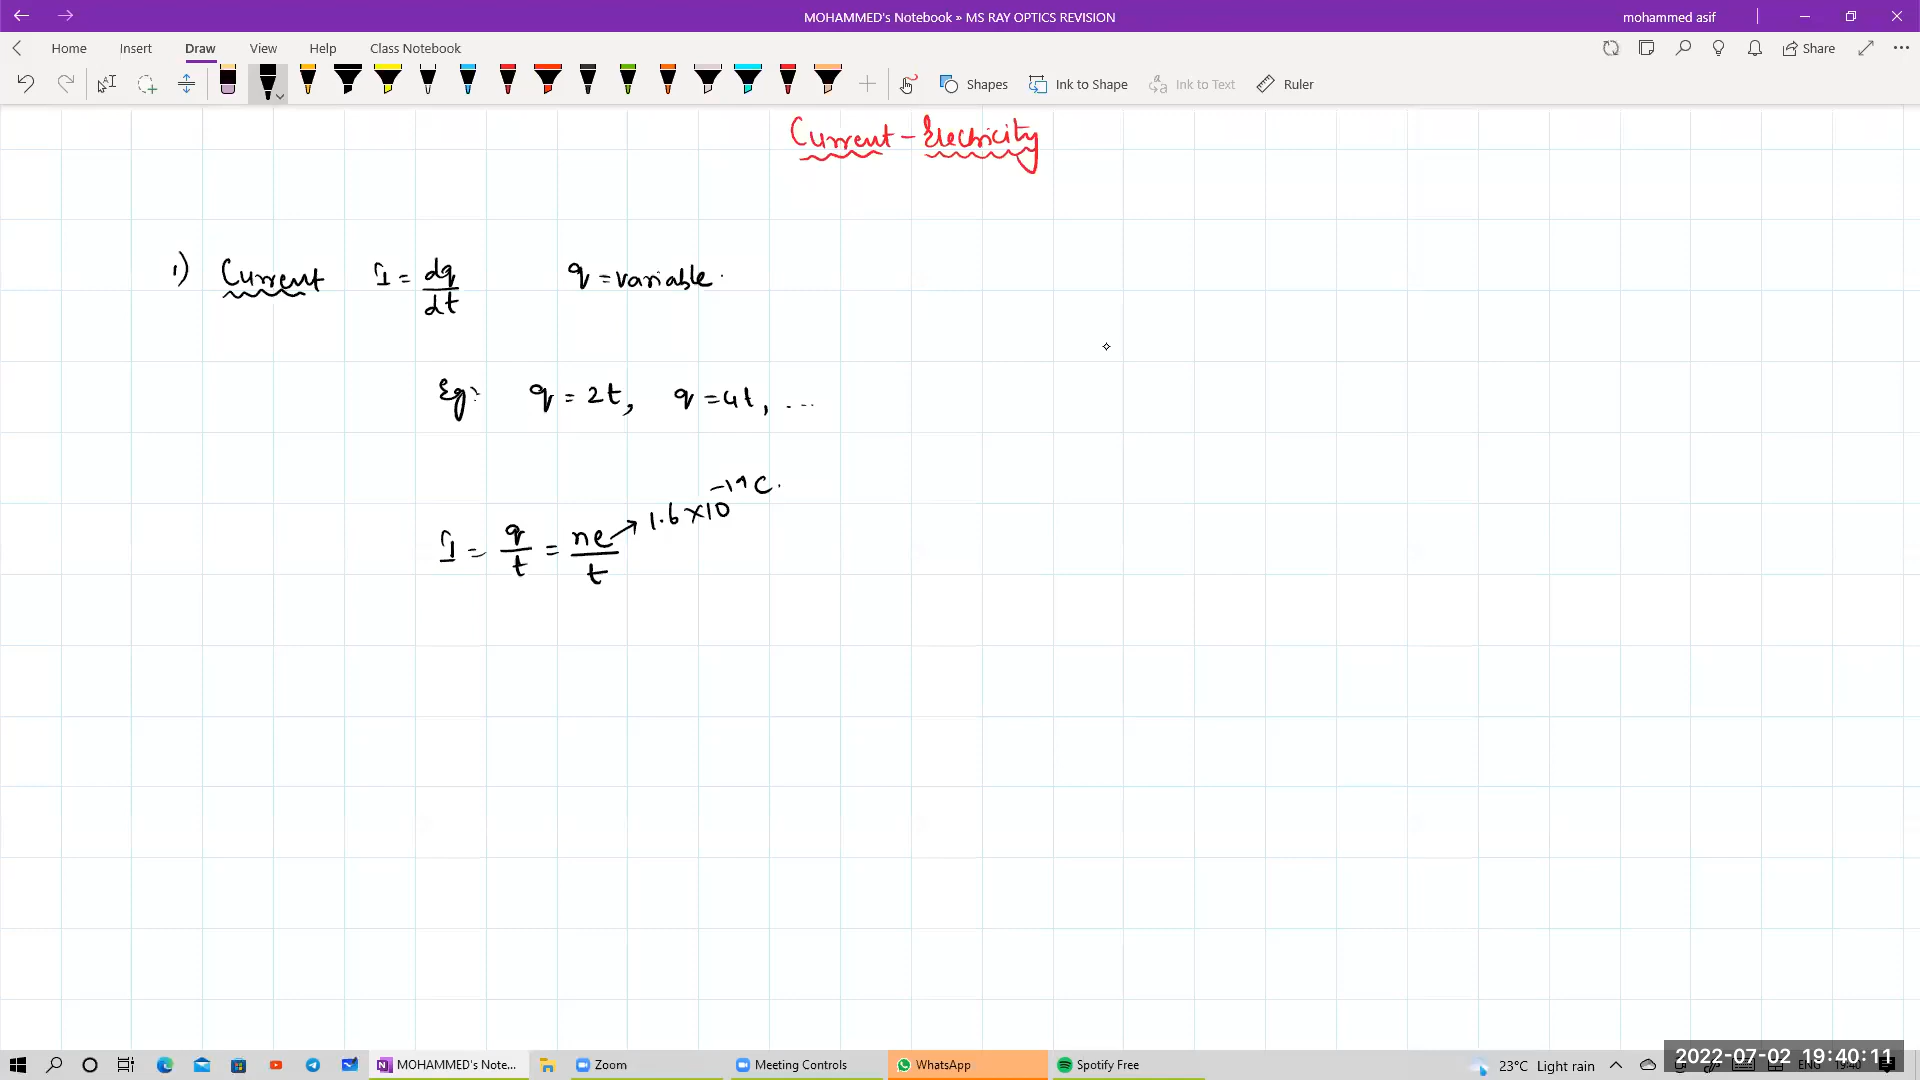 MOHAMMED's Notebook » MS RAY OPTICS REVISION
mohammed asif
Home Insert Draw View Help Class Notebook
Share
Shapes Ink to Shape Ink to Text Ruler
Current - Electricity
1) Current I = dq/dt q = variable.
Eg:- q = 2t, q = 4t, ...
I = q/t = ne/t → 1.6 × 10⁻¹⁹ C.
MOHAMMED's Note... Zoom Meeting Controls WhatsApp Spotify Free 23°C Light rain
2022-07-02 19:40:11